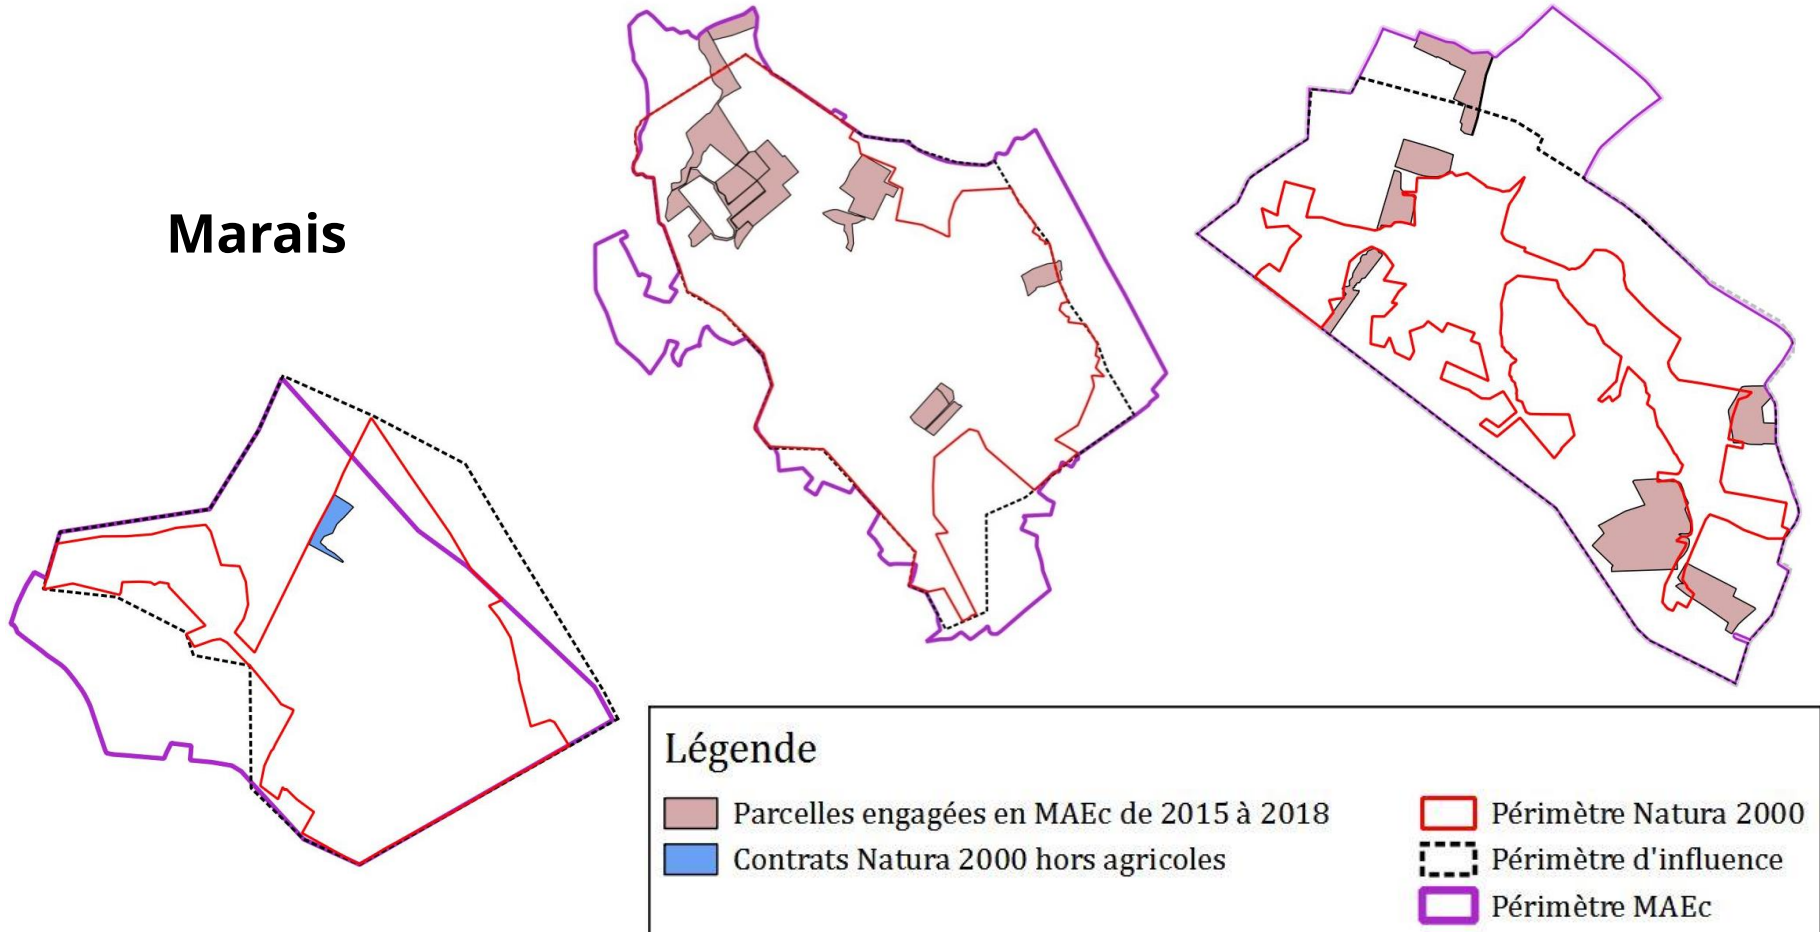 Marais
Légende
Parcelles engagées en MAEc de 2015 à 2018
Contrats Natura 2000 hors agricoles
Périmètre Natura 2000
Périmètre d'influence
Périmètre MAEc